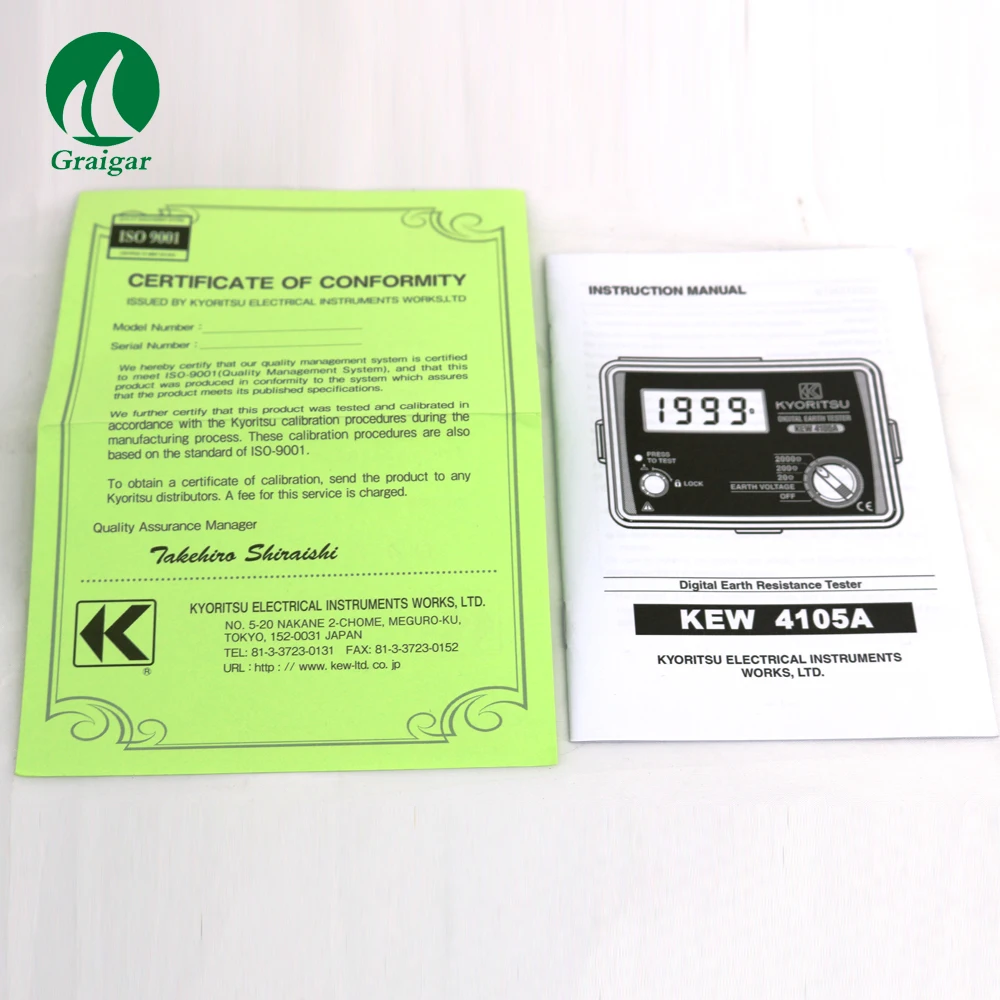 Graigar
ISO 9001
CERTIFICATE OF CONFORMITY
ISSUED BY KYORITSU ELECTRICAL INSTRUMENTS WORKS,LTD
Model Number :
Serial Number :
We hereby certify that our quality management system is certified
to meet ISO-9001(Quality Management System), and that this
product was produced in conformity to the system which assures
that the product meets its published specifications.
We further certify that this product was tested and calibrated in
accordance with the Kyoritsu calibration procedures during the
manufacturing process. These calibration procedures are also
based on the standard of ISO-9001.
To obtain a certificate of calibration, send the product to any
Kyoritsu distributors. A fee for this service is charged.
Quality Assurance Manager
Takehiro Shiraishi
K
®
KYORITSU ELECTRICAL INSTRUMENTS WORKS, LTD.
NO. 5-20 NAKANE 2-CHOME, MEGURO-KU,
TOKYO, 152-0031 JAPAN
TEL: 81-3-3723-0131 FAX: 81-3-3723-0152
URL : http : // www. kew-ltd. co. jp
INSTRUCTION MANUAL
1999
KYORITSU
DIGITAL EARTH TESTER
KEW 4105A
PRESS
TO TEST
LOCK
2000Ω
200Ω
20Ω
EARTH VOLTAGE
OFF
CE
Digital Earth Resistance Tester
KEW 4105A
KYORITSU ELECTRICAL INSTRUMENTS
WORKS, LTD.